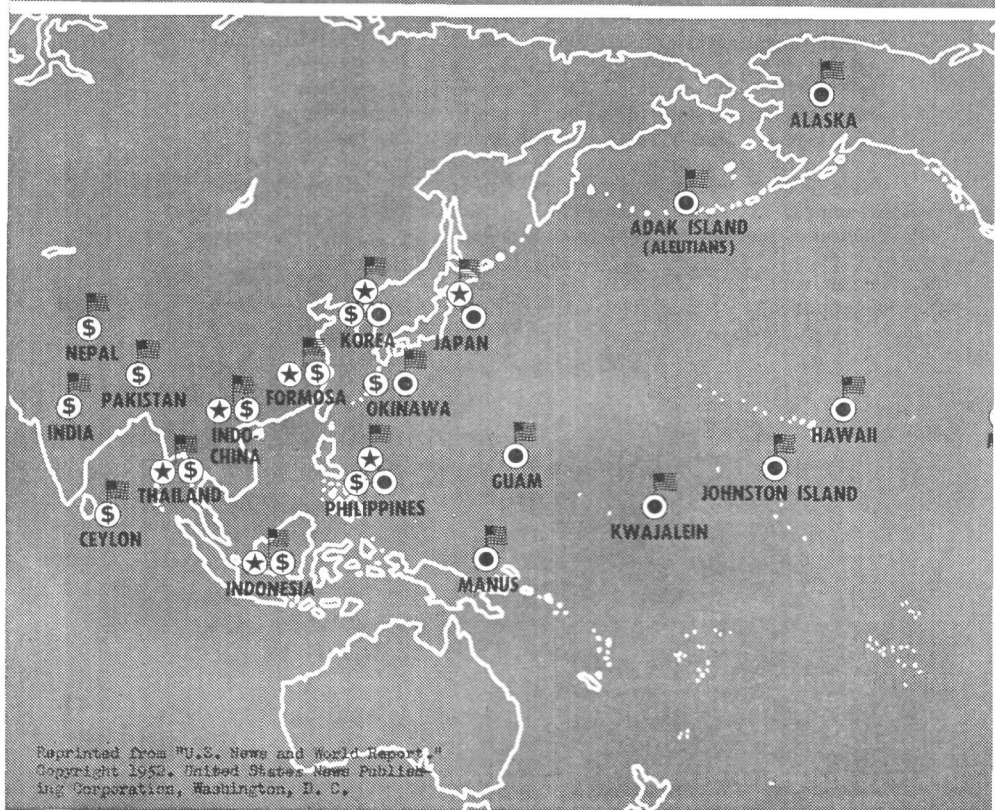 ALASKA
ADAK ISLAND
(ALEUTIANS)
$
KOREA
JAPAN
$
NEPAL
$
PAKISTAN
$
FORMOSA
$
OKINAWA
$
INDIA
$
INDO-
CHINA
HAWAII
$
THAILAND
$
PHILIPPINES
GUAM
JOHNSTON ISLAND
$
CEYLON
KWAJALEIN
$
INDONESIA
MANUS
Reprinted from "U.S. News and World Report."
Copyright 1952. United States News Publish-
ing Corporation, Washington, D. C.